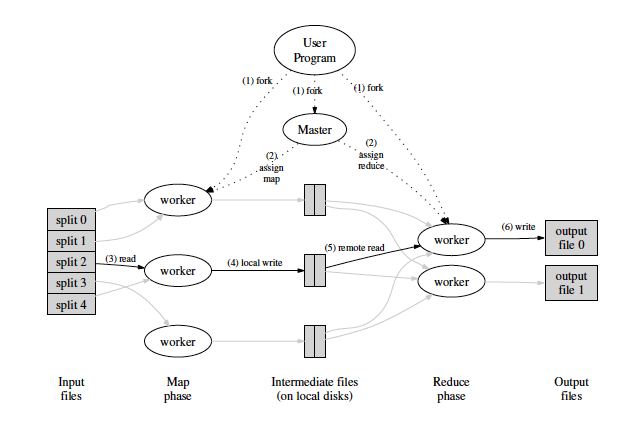 User
Program
(1) fork
(1) fork
(1) fork
Master
(2)
assign
map
(2)
assign
reduce
worker
split 0
split 1
split 2
split 3
split 4
(3) read
worker
(4) local write
(5) remote read
worker
(6) write
output
file 0
worker
output
file 1
worker
Input
files
Map
phase
Intermediate files
(on local disks)
Reduce
phase
Output
files